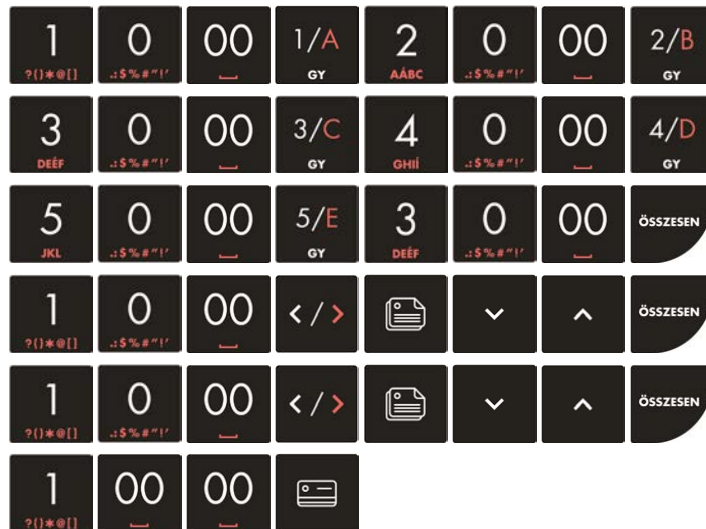 1 0 00 1/A 2 0 00 2/B
?()*@[] .:$%#"!' GY AÁBC .:$%#"!' GY
3 0 00 3/C 4 0 00 4/D
DEÉF .:$%#"!' GY GHIÍ .:$%#"!' GY
5 0 00 5/E 3 0 00 ÖSSZESEN
JKL .:$%#"!' GY DEÉF .:$%#"!'
1 0 00 </> ÖSSZESEN
?()*@[] .:$%#"!'
1 0 00 </> ÖSSZESEN
?()*@[] .:$%#"!'
1 00 00
?()*@[]